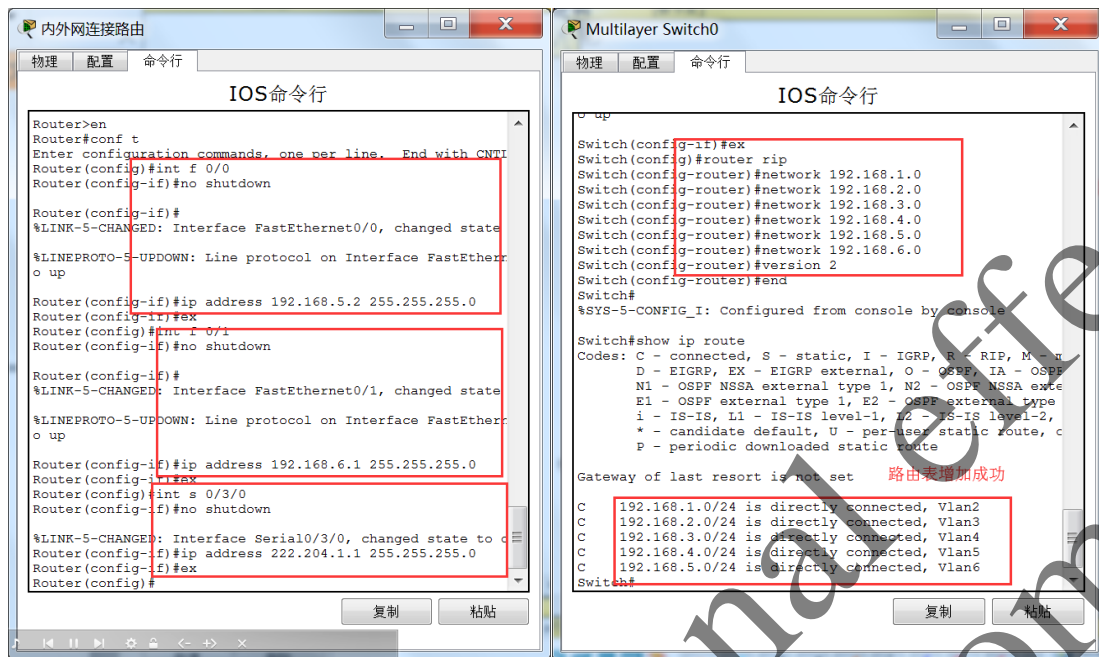 内外网连接路由
物理 配置 命令行
IOS命令行
Router>en
Router#conf t
Enter configuration commands, one per line. End with CNTL
Router(config)#int f 0/0
Router(config-if)#no shutdown
Router(config-if)#
%LINK-5-CHANGED: Interface FastEthernet0/0, changed state
%LINEPROTO-5-UPDOWN: Line protocol on Interface FastEthern
o up
Router(config-if)#ip address 192.168.5.2 255.255.255.0
Router(config-if)#ex
Router(config)#int f 0/1
Router(config-if)#no shutdown
Router(config-if)#
%LINK-5-CHANGED: Interface FastEthernet0/1, changed state
%LINEPROTO-5-UPDOWN: Line protocol on Interface FastEthern
o up
Router(config-if)#ip address 192.168.6.1 255.255.255.0
Router(config-if)#ex
Router(config)#int s 0/3/0
Router(config-if)#no shutdown
%LINK-5-CHANGED: Interface Serial0/3/0, changed state to
Router(config-if)#ip address 222.204.1.1 255.255.255.0
Router(config-if)#ex
Router(config)#
复制 粘贴
Multilayer Switch0
物理 配置 命令行
IOS命令行
o up
Switch(config-if)#ex
Switch(config)#router rip
Switch(config-router)#network 192.168.1.0
Switch(config-router)#network 192.168.2.0
Switch(config-router)#network 192.168.3.0
Switch(config-router)#network 192.168.4.0
Switch(config-router)#network 192.168.5.0
Switch(config-router)#network 192.168.6.0
Switch(config-router)#version 2
Switch(config-router)#end
Switch#
%SYS-5-CONFIG_I: Configured from console by console
Switch#show ip route
Codes: C - connected, S - static, I - IGRP, R - RIP, M - m
D - EIGRP, EX - EIGRP external, O - OSPF, IA - OSPF
N1 - OSPF NSSA external type 1, N2 - OSPF NSSA exte
E1 - OSPF external type 1, E2 - OSPF external type
i - IS-IS, L1 - IS-IS level-1, L2 - IS-IS level-2,
* - candidate default, U - per-user static route, o
P - periodic downloaded static route
Gateway of last resort is not set
路由表增加成功
C 192.168.1.0/24 is directly connected, Vlan2
C 192.168.2.0/24 is directly connected, Vlan3
C 192.168.3.0/24 is directly connected, Vlan4
C 192.168.4.0/24 is directly connected, Vlan5
C 192.168.5.0/24 is directly connected, Vlan6
Switch#
复制 粘贴
nal effe
om